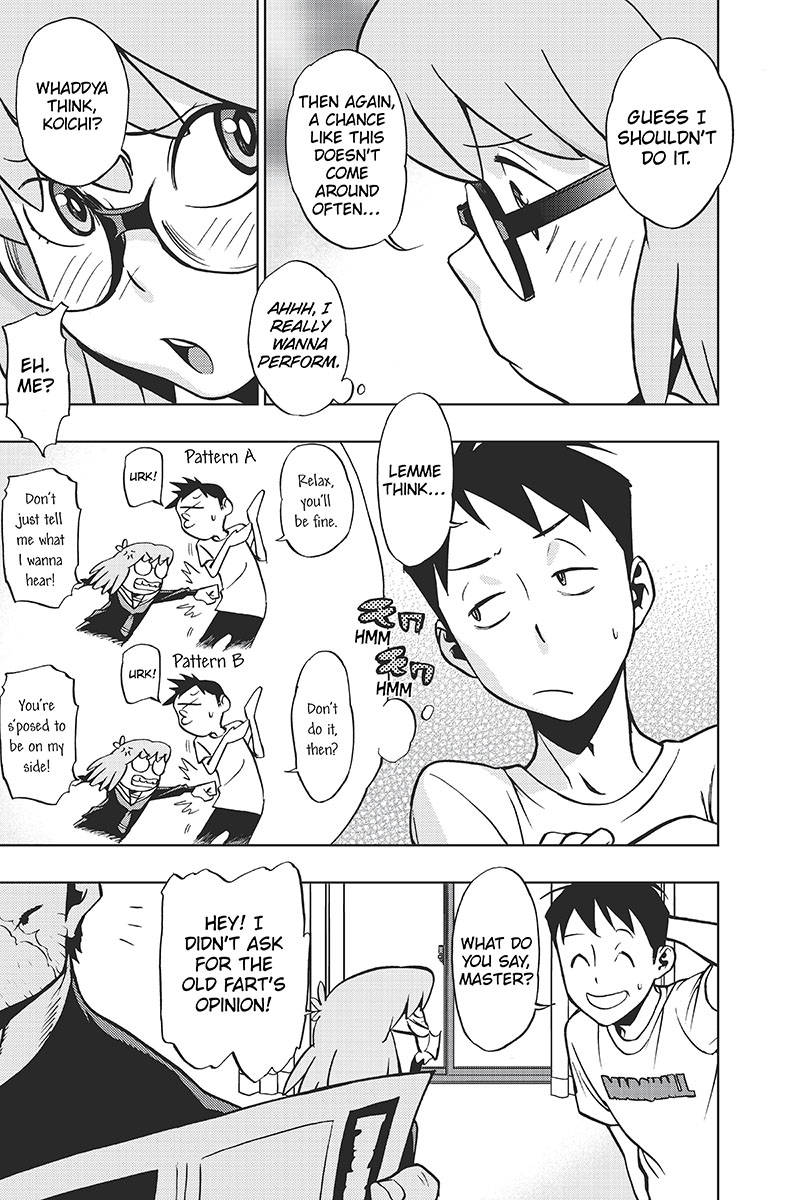 GUESS I
SHOULDN'T
DO IT.
THEN AGAIN,
A CHANCE
LIKE THIS
DOESN'T
COME
AROUND
OFTEN...
AHHH, I
REALLY
WANNA
PERFORM.
WHADDYA
THINK,
KOICHI?
EH.
ME?
LEMME
THINK...
HMM
HMM
Pattern A
Relax,
you'll
be fine.
URK!
Don't
just tell
me what
I wanna
hear!
Pattern B
Don't
do it,
then?
URK!
You're
s'posed to
be on my
side!
WHAT DO
YOU SAY,
MASTER?
HEY! I
DIDN'T ASK
FOR THE
OLD FART'S
OPINION!